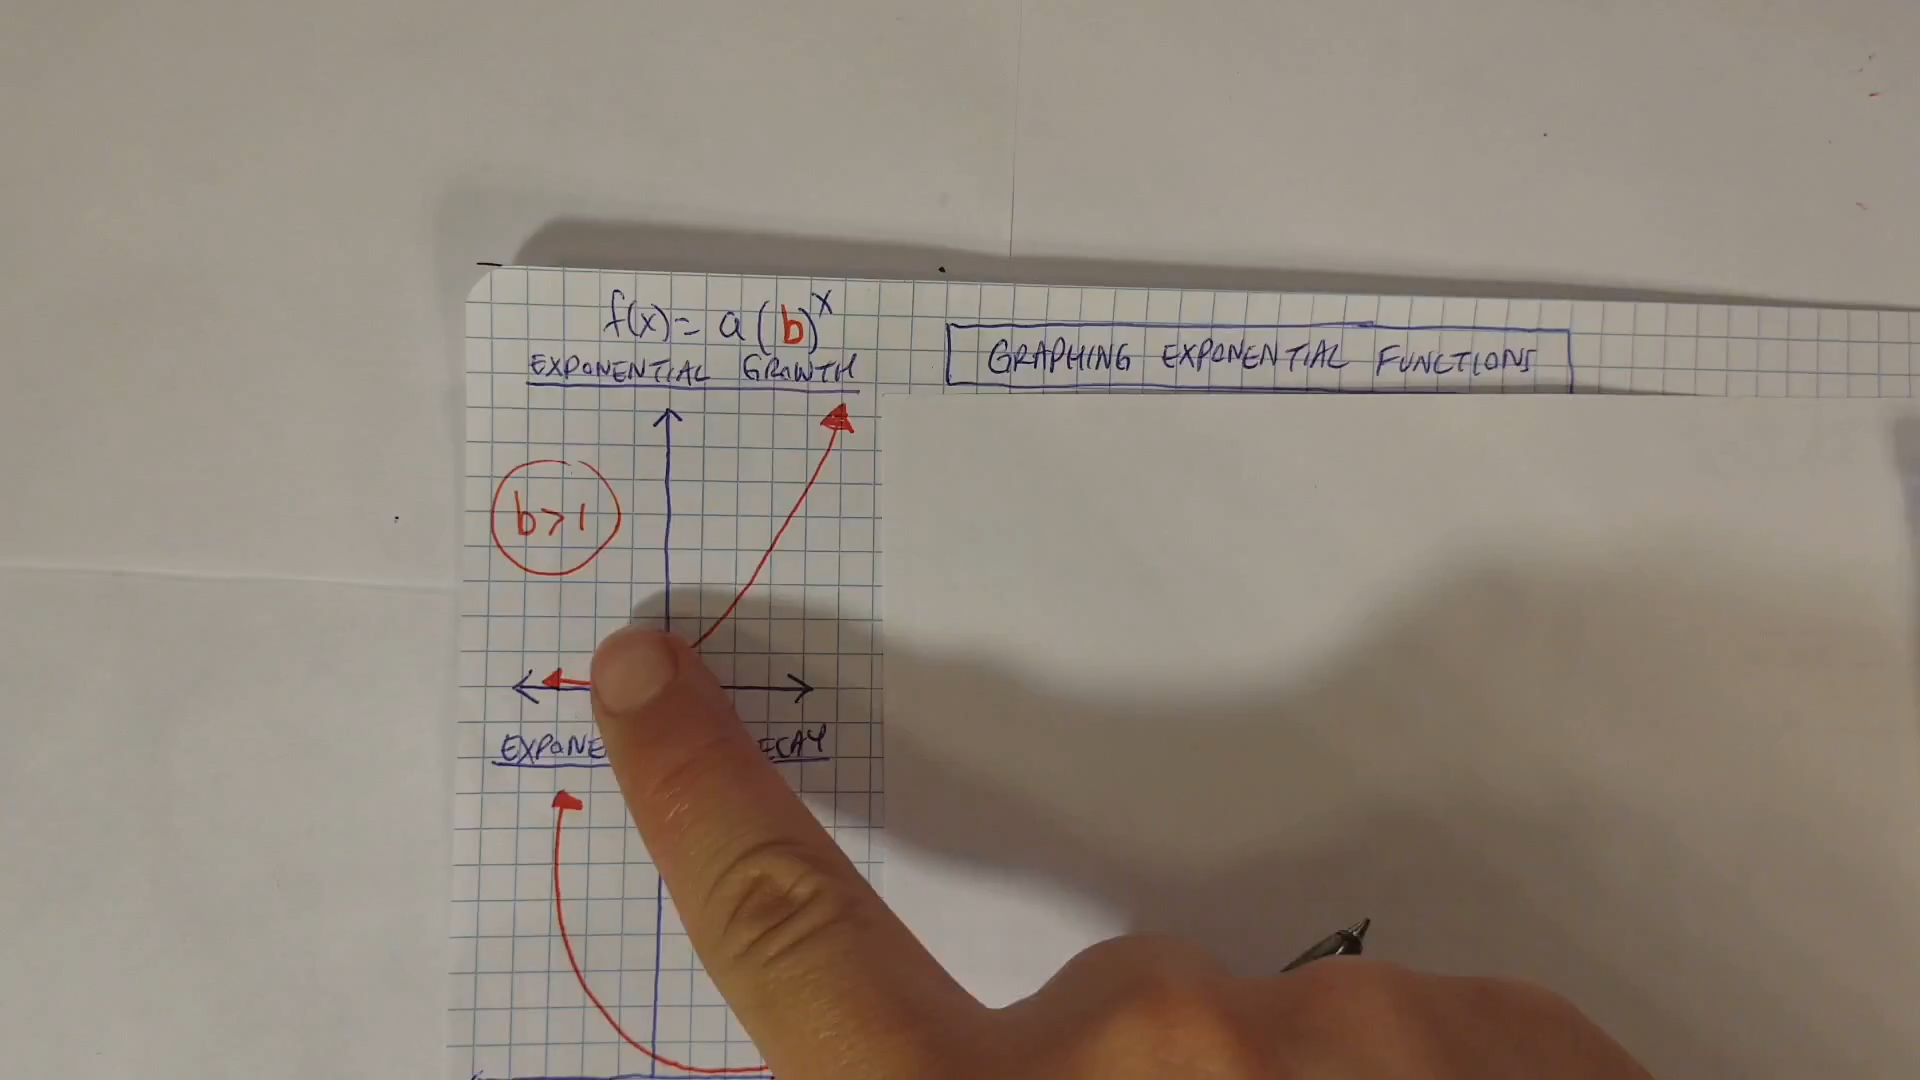 f(x) = a(b)^x
EXPONENTIAL GROWTH
GRAPHING EXPONENTIAL FUNCTIONS
b>1